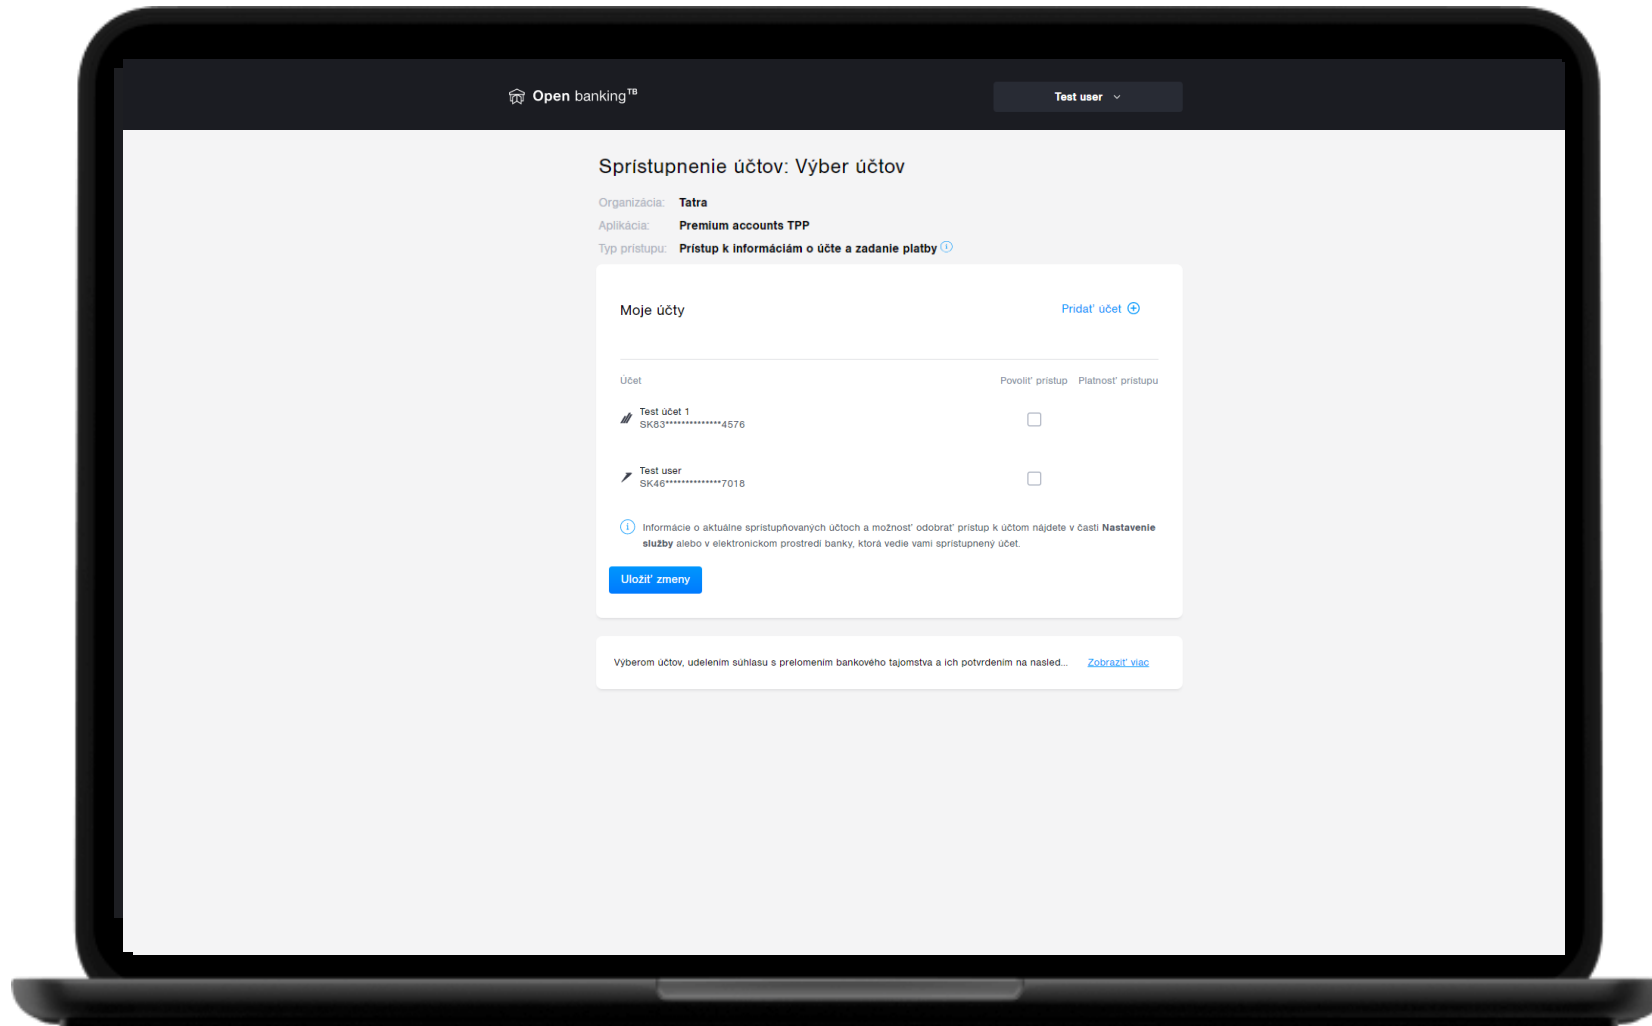 Open banking TB
Test user
Sprístupnenie účtov: Výber účtov
Organizácia: Tatra
Aplikácia: Premium accounts TPP
Typ prístupu: Prístup k informáciám o účte a zadanie platby
Moje účty
Pridať účet
Účet Povoliť prístup Platnosť prístupu
Test účet 1
SK83**************4576
Test user
SK46**************7018
Informácie o aktuálne sprístupňovaných účtoch a možnosť odobrať prístup k účtom nájdete v časti Nastavenie
služby alebo v elektronickom prostredí banky, ktorá vedie vami sprístupnený účet.
Uložiť zmeny
Výberom účtov, udelením súhlasu s prelomením bankového tajomstva a ich potvrdením na nasled... Zobraziť viac